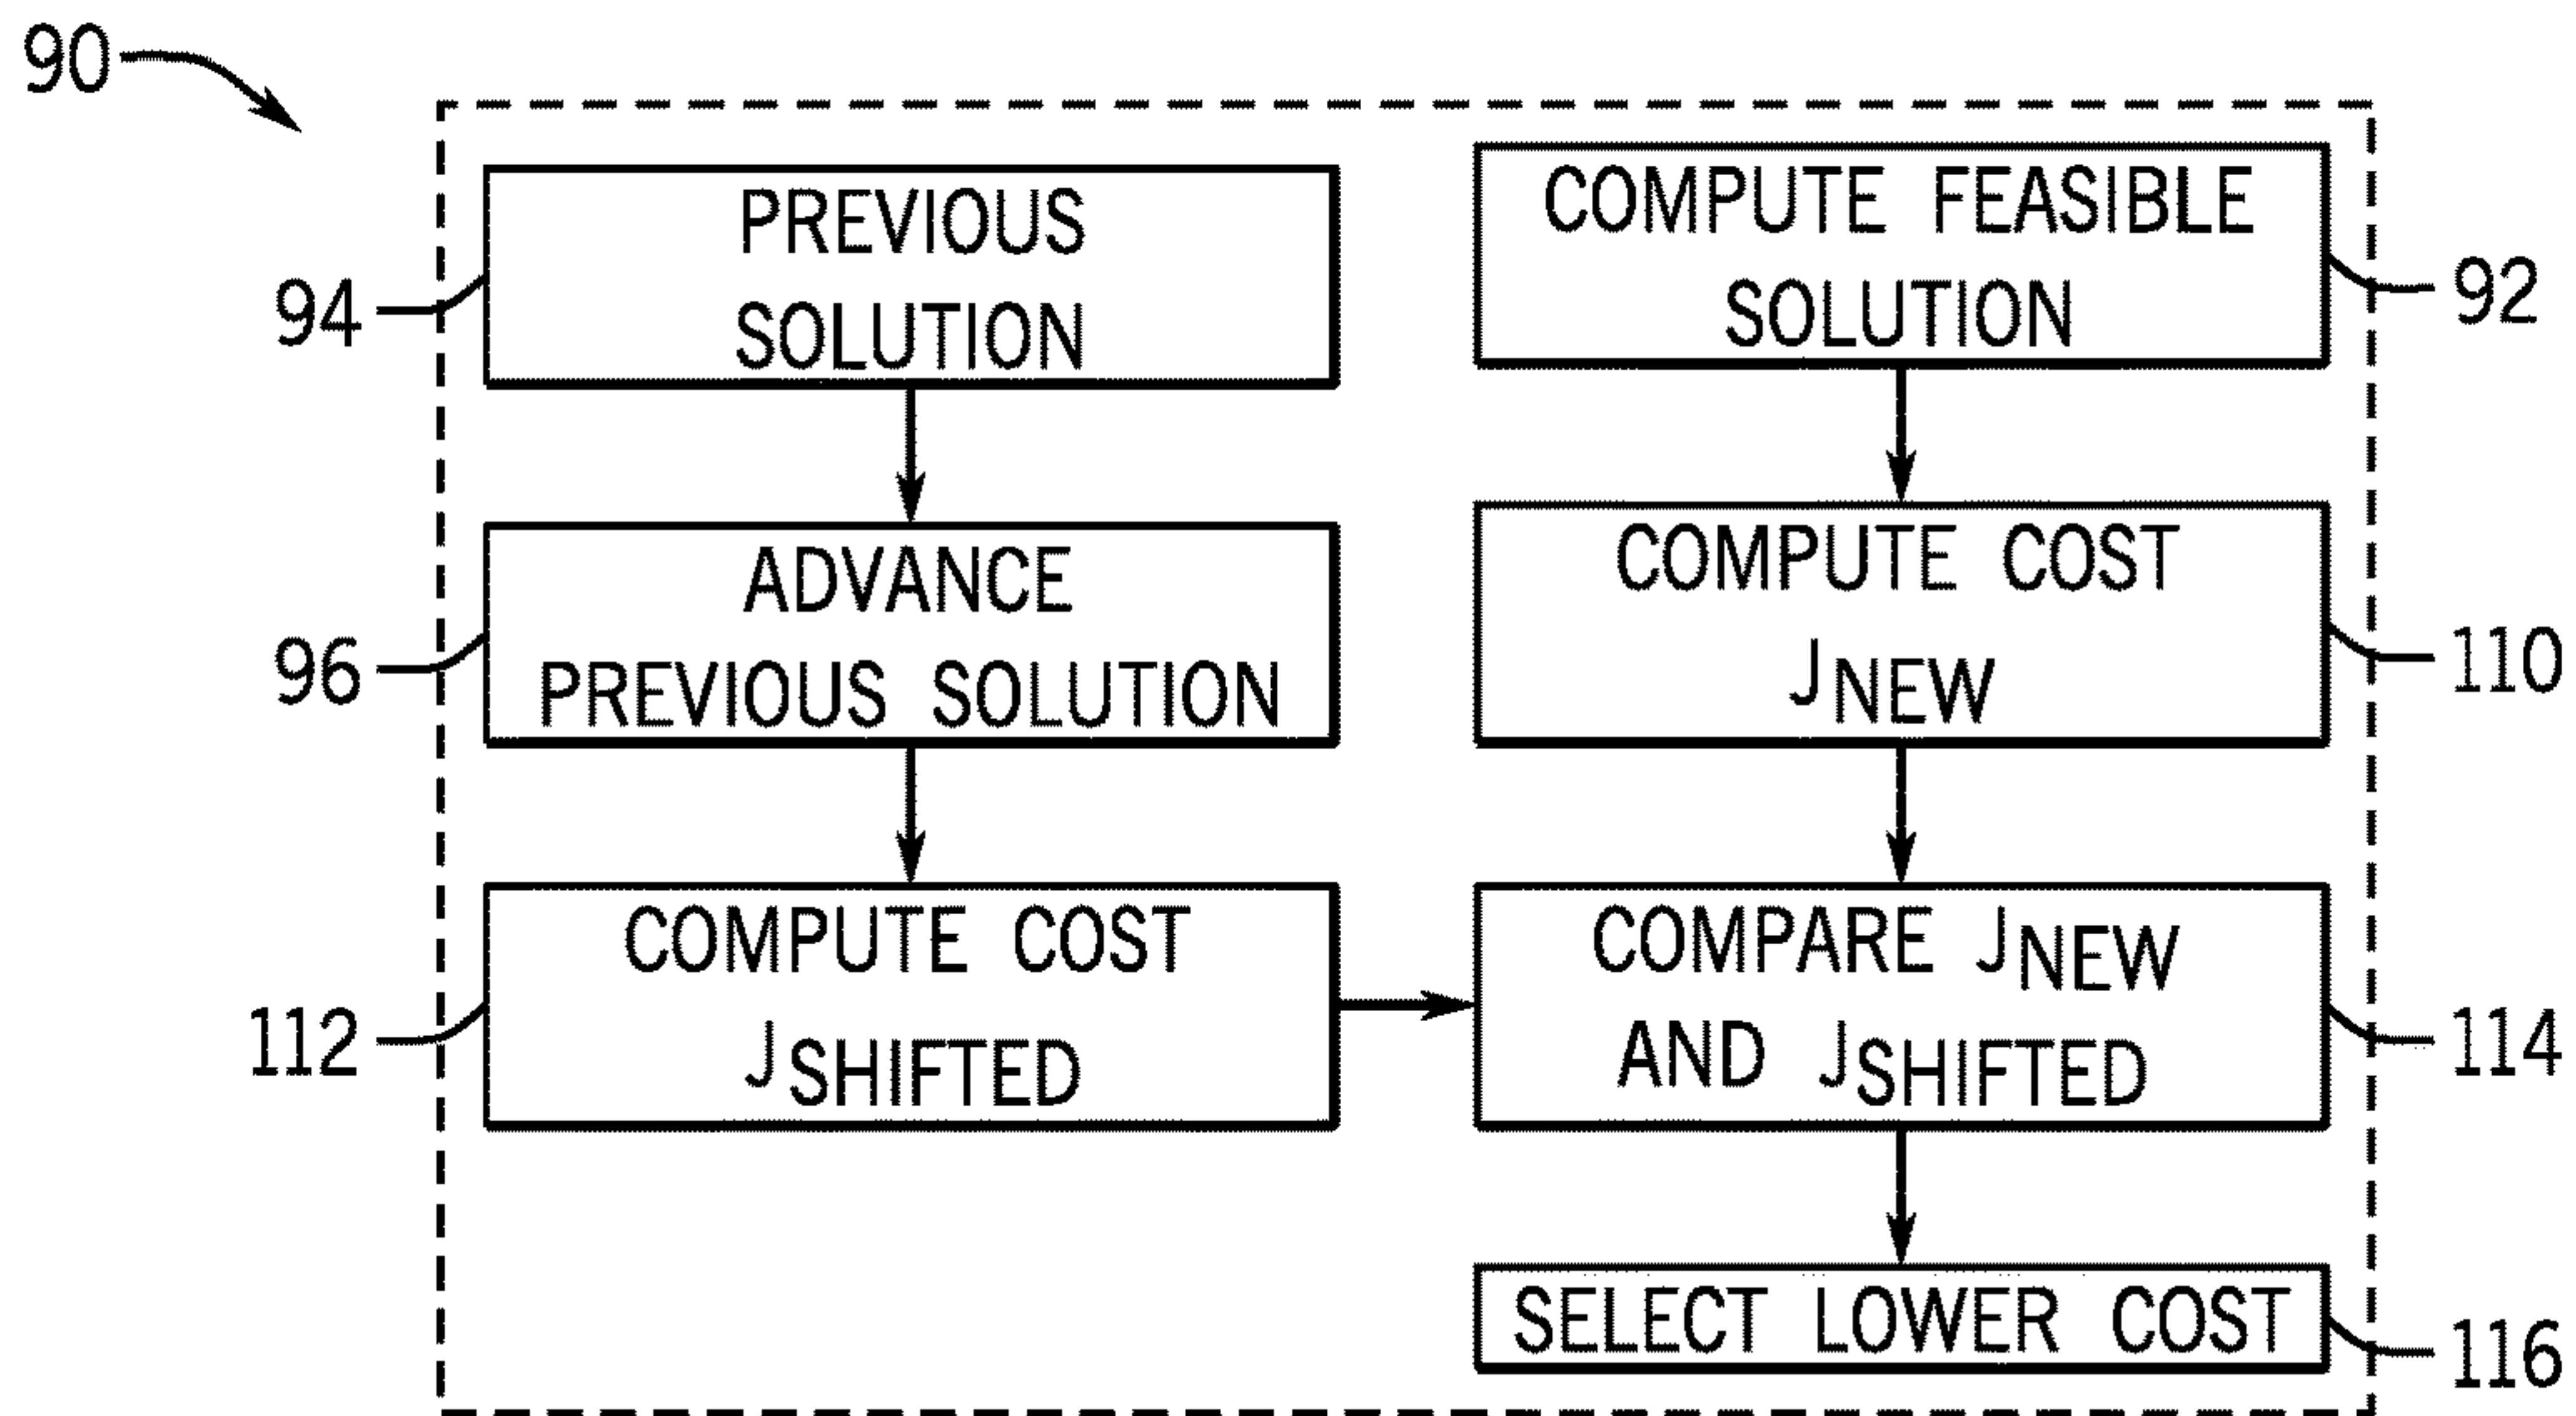 90
PREVIOUS
SOLUTION
94
COMPUTE FEASIBLE
SOLUTION
92
ADVANCE
PREVIOUS SOLUTION
96
COMPUTE COST
JNEW
110
COMPUTE COST
JSHIFTED
112
COMPARE JNEW
AND JSHIFTED
114
SELECT LOWER COST
116